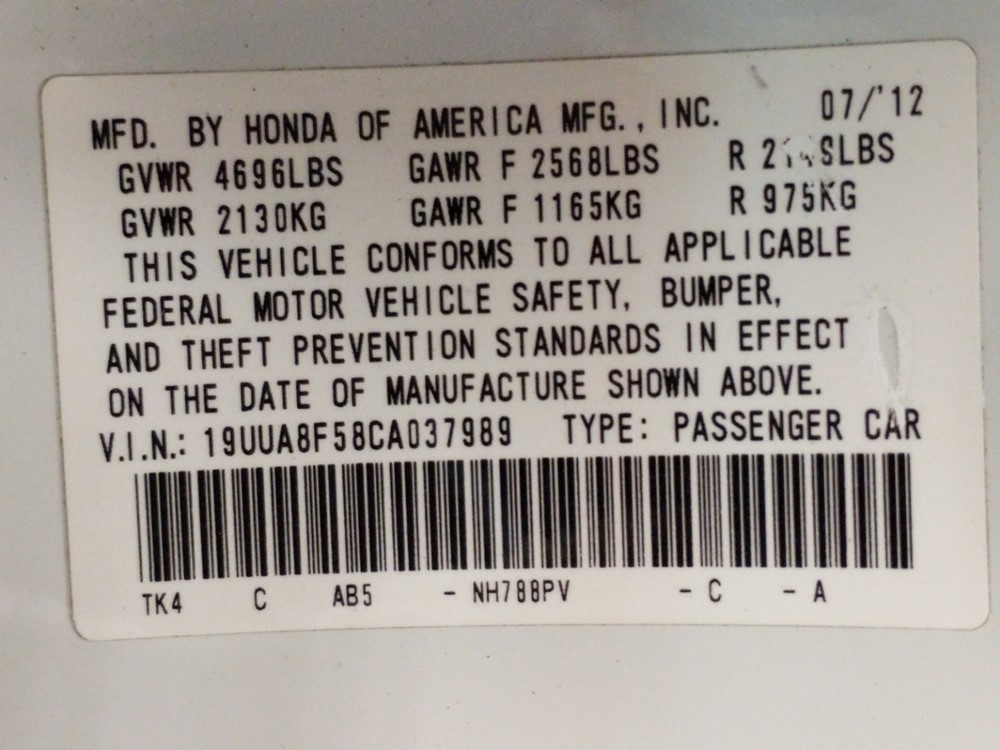 MFD. BY HONDA OF AMERICA MFG., INC. 07/'12
GVWR 4696LBS GAWR F 2568LBS R
GVWR 2130KG GAWR F 1165KG R 975KG
THIS VEHICLE CONFORMS TO ALL APPLICABLE
FEDERAL MOTOR VEHICLE SAFETY, BUMPER,
AND THEFT PREVENTION STANDARDS IN EFFECT
ON THE DATE OF MANUFACTURE SHOWN ABOVE.
V.I.N.: 19UUA8F58CA037989 TYPE: PASSENGER CAR
TK4 C AB5 - NH788PV - C - A